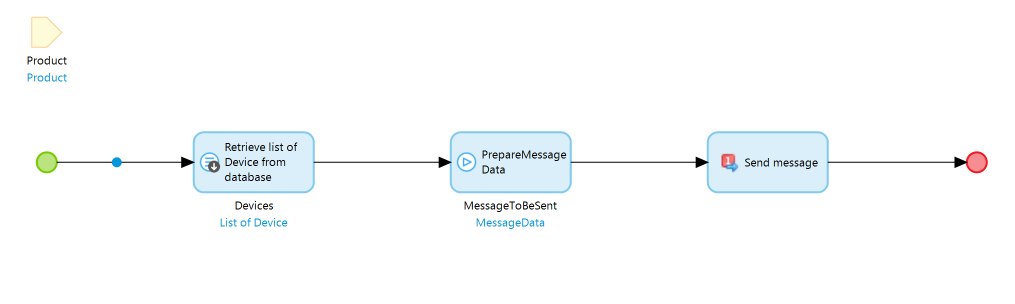 Product
Product
Retrieve list of
Device from
database
Devices
List of Device
PrepareMessage
Data
MessageToBeSent
MessageData
1
Send message